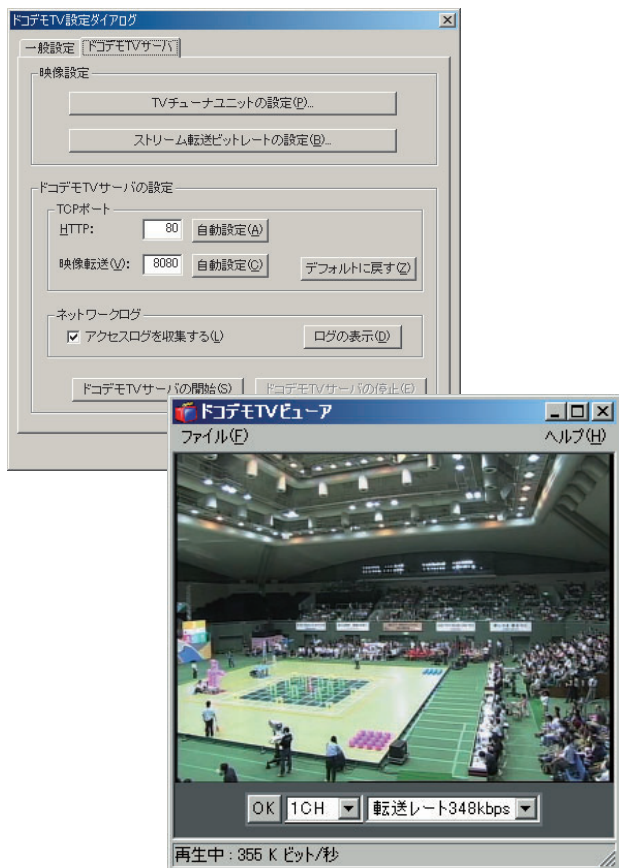 ドコデモTV設定ダイアログ
一般設定 ドコデモTVサーバ
映像設定
TVチューナユニットの設定(P)...
ストリーム転送ビットレートの設定(B)...
ドコデモTVサーバの設定
TCPポート
HTTP: 80 自動設定(A)
映像転送(V): 8080 自動設定(C) デフォルトに戻す(Z)
ネットワークログ
アクセスログを収集する(L) ログの表示(D)
ドコデモTVサーバの開始(S) ドコデモTVサーバの停止(E)
ドコデモTVビューア
ファイル(F) ヘルプ(H)
OK 1CH 転送レート348kbps
再生中 : 355 K ビット/秒